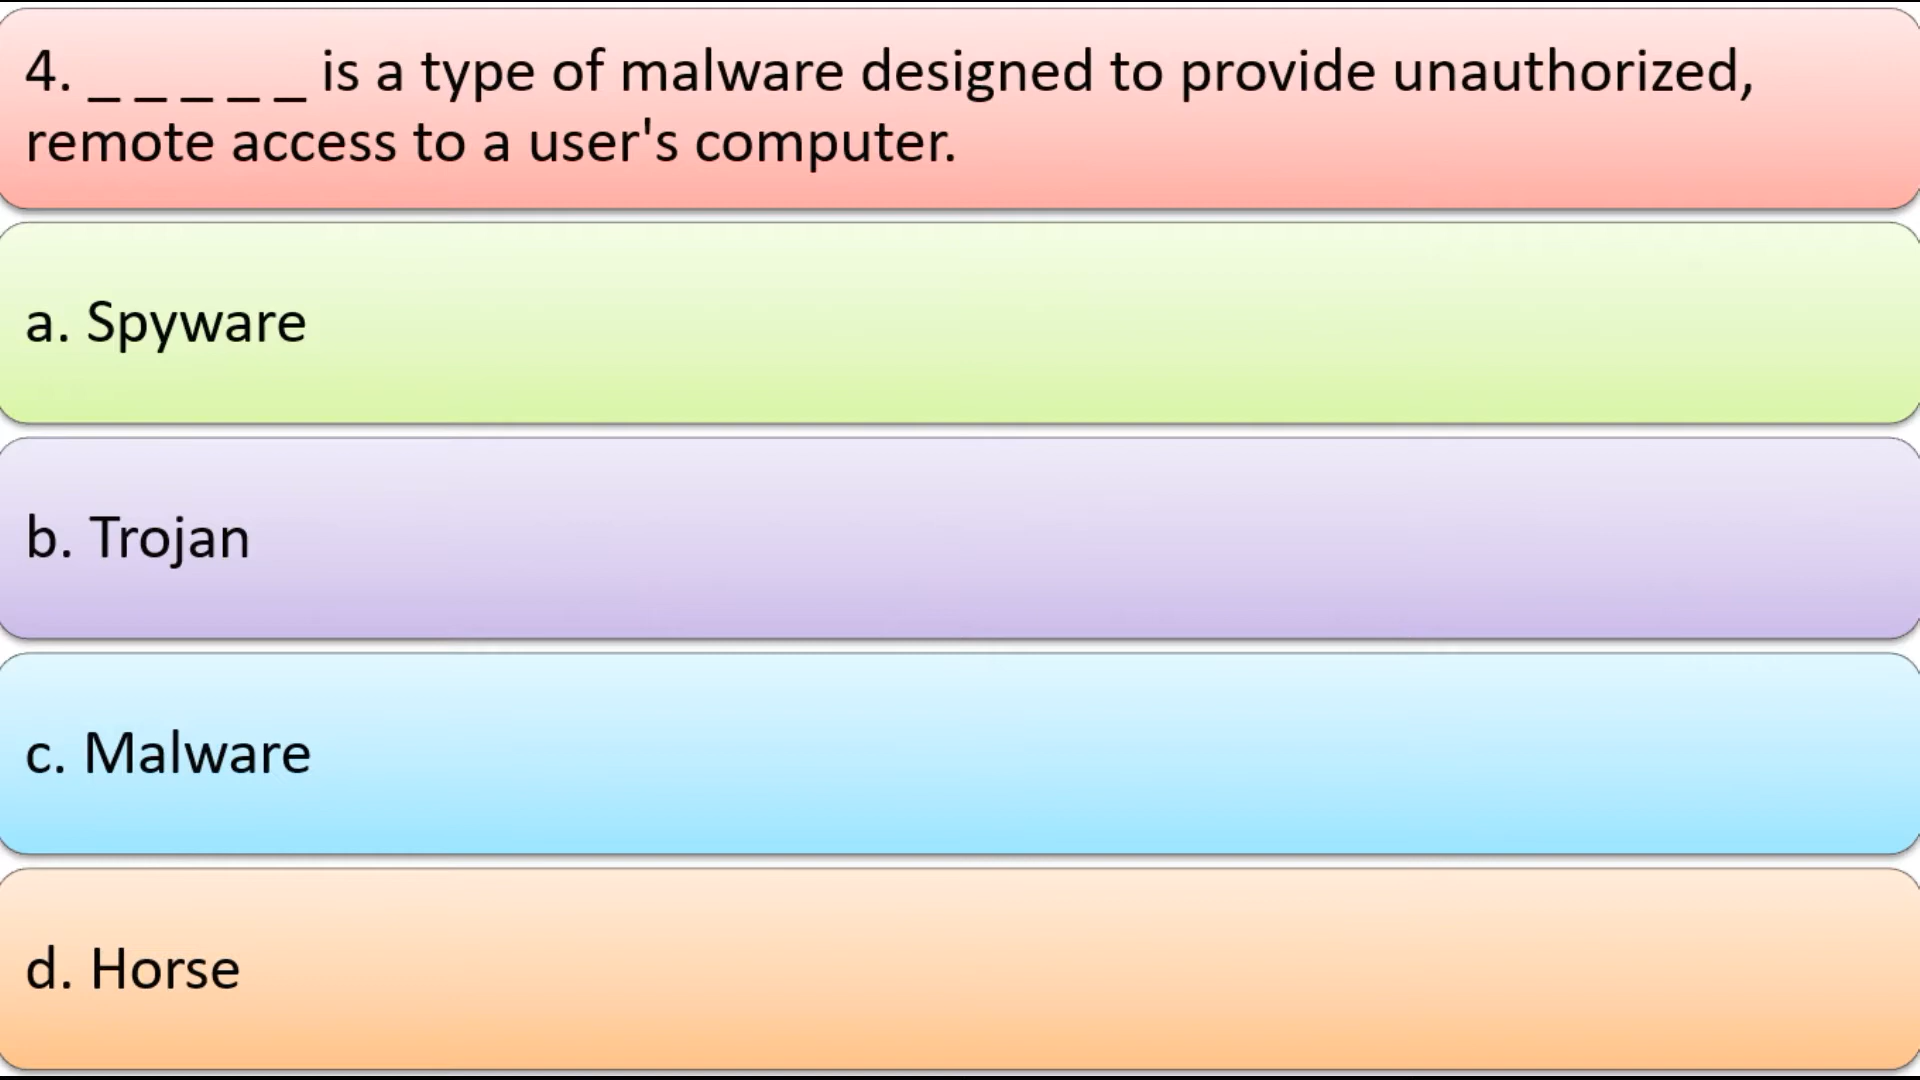 4. _ _ _ _ _ is a type of malware designed to provide unauthorized,
remote access to a user's computer.
a. Spyware
b. Trojan
c. Malware
d. Horse